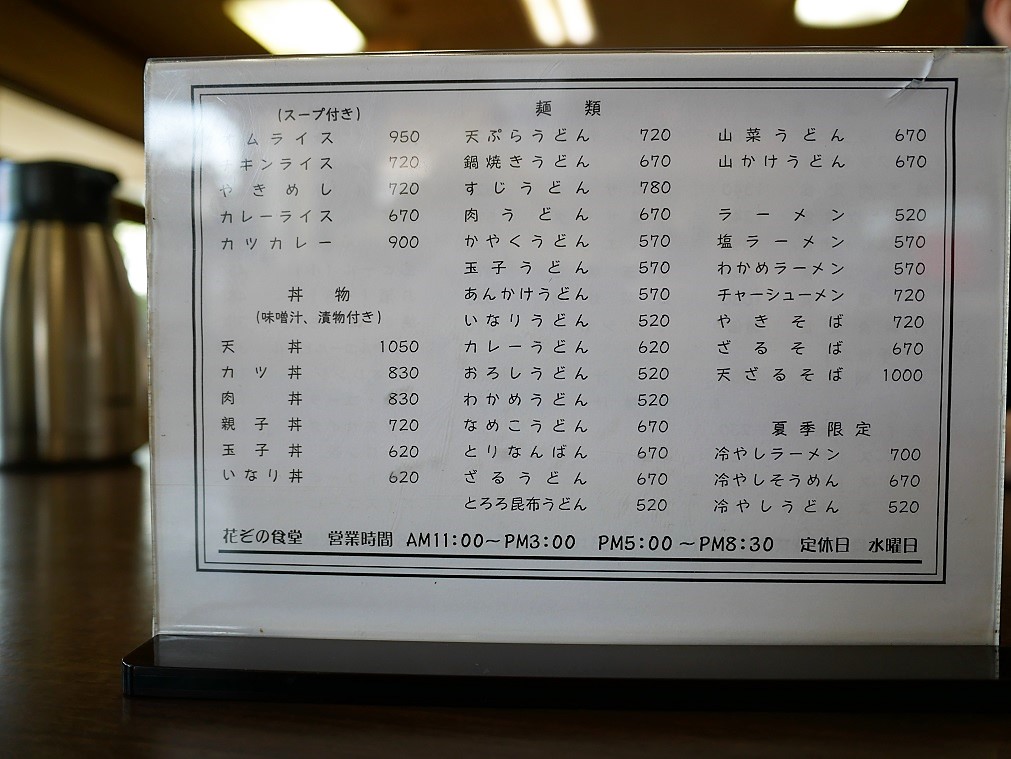 (スープ付き)
ムライス 950
キンライス 720
やきめし 720
カレーライス 670
カツカレー 900
丼物
(味噌汁、漬物付き)
天丼 1050
カツ丼 830
肉丼 830
親子丼 720
玉子丼 620
いなり丼 620
麺類
天ぷらうどん 720
鍋焼きうどん 670
すじうどん 780
肉うどん 670
かやくうどん 570
玉子うどん 570
あんかけうどん 570
いなりうどん 520
カレーうどん 620
おろしうどん 520
わかめうどん 520
なめこうどん 670
とりなんばん 670
ざるうどん 670
とろろ昆布うどん 520
山菜うどん 670
山かけうどん 670
ラーメン 520
塩ラーメン 570
わかめラーメン 570
チャーシューメン 720
やきそば 720
ざるそば 670
天ざるそば 1000
夏季限定
冷やしラーメン 700
冷やしそうめん 670
冷やしうどん 520
花ぞの食堂 営業時間 AM11:00～PM3:00 PM5:00～PM8:30 定休日 水曜日